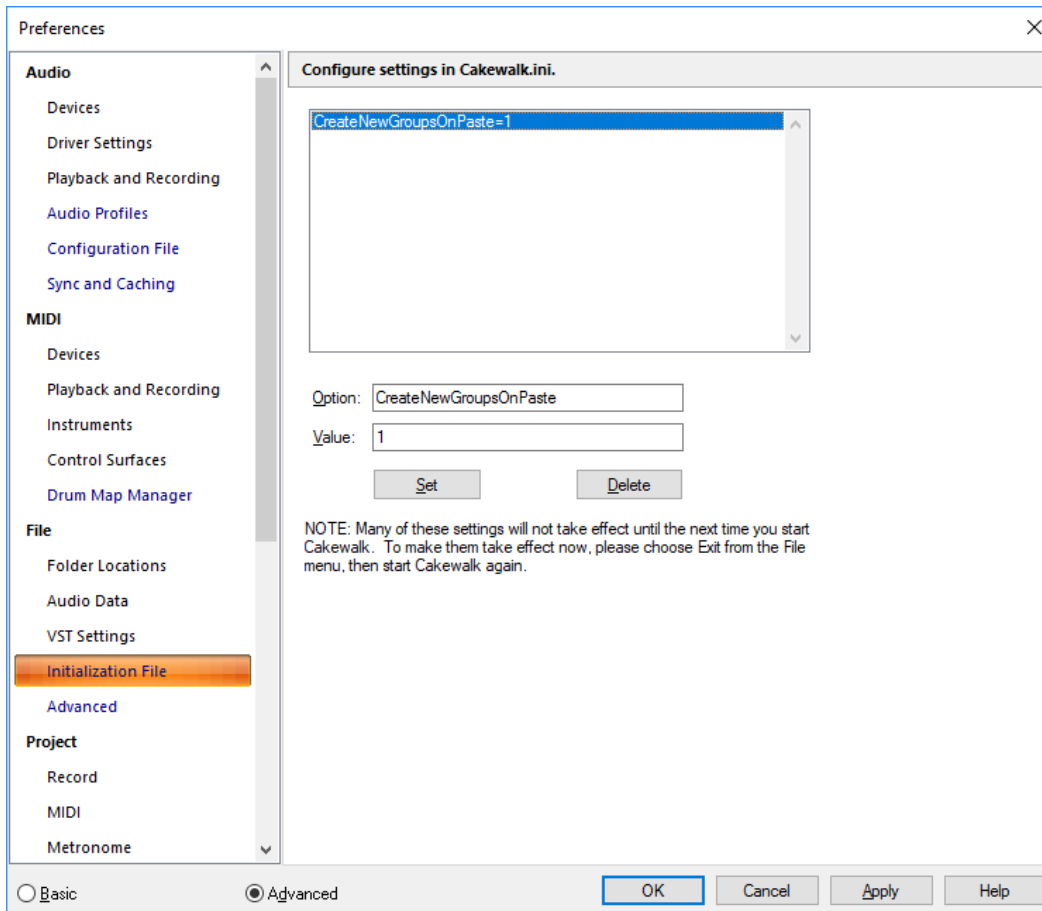 Preferences
Audio
Devices
Driver Settings
Playback and Recording
Audio Profiles
Configuration File
Sync and Caching
MIDI
Devices
Playback and Recording
Instruments
Control Surfaces
Drum Map Manager
File
Folder Locations
Audio Data
VST Settings
Initialization File
Advanced
Project
Record
MIDI
Metronome
Configure settings in Cakewalk.ini.
CreateNewGroupsOnPaste=1
Option: CreateNewGroupsOnPaste
Value: 1
Set Delete
NOTE: Many of these settings will not take effect until the next time you start
Cakewalk. To make them take effect now, please choose Exit from the File
menu, then start Cakewalk again.
Basic Advanced OK Cancel Apply Help